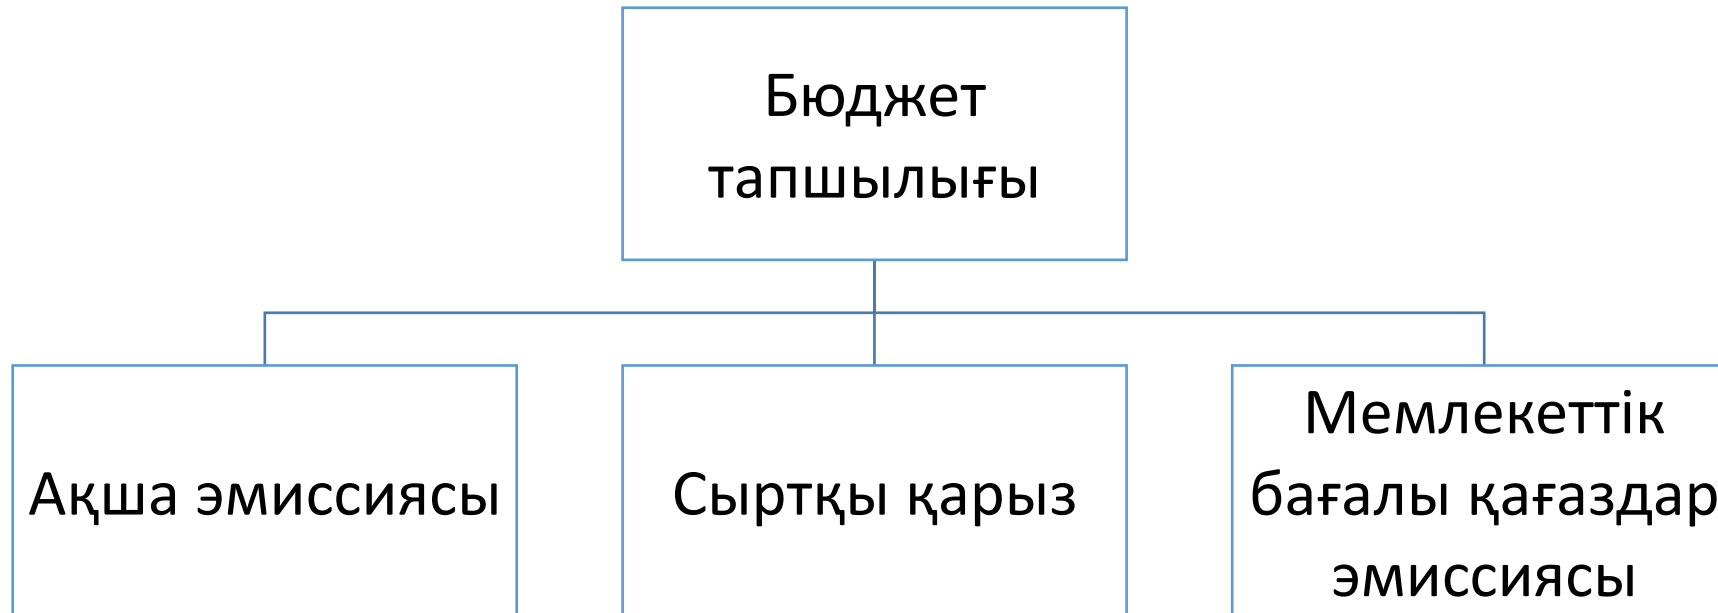 Бюджет
тапшылығы
Ақша эмиссиясы
Сыртқы қарыз
Мемлекеттік
бағалы қағаздар
эмиссиясы